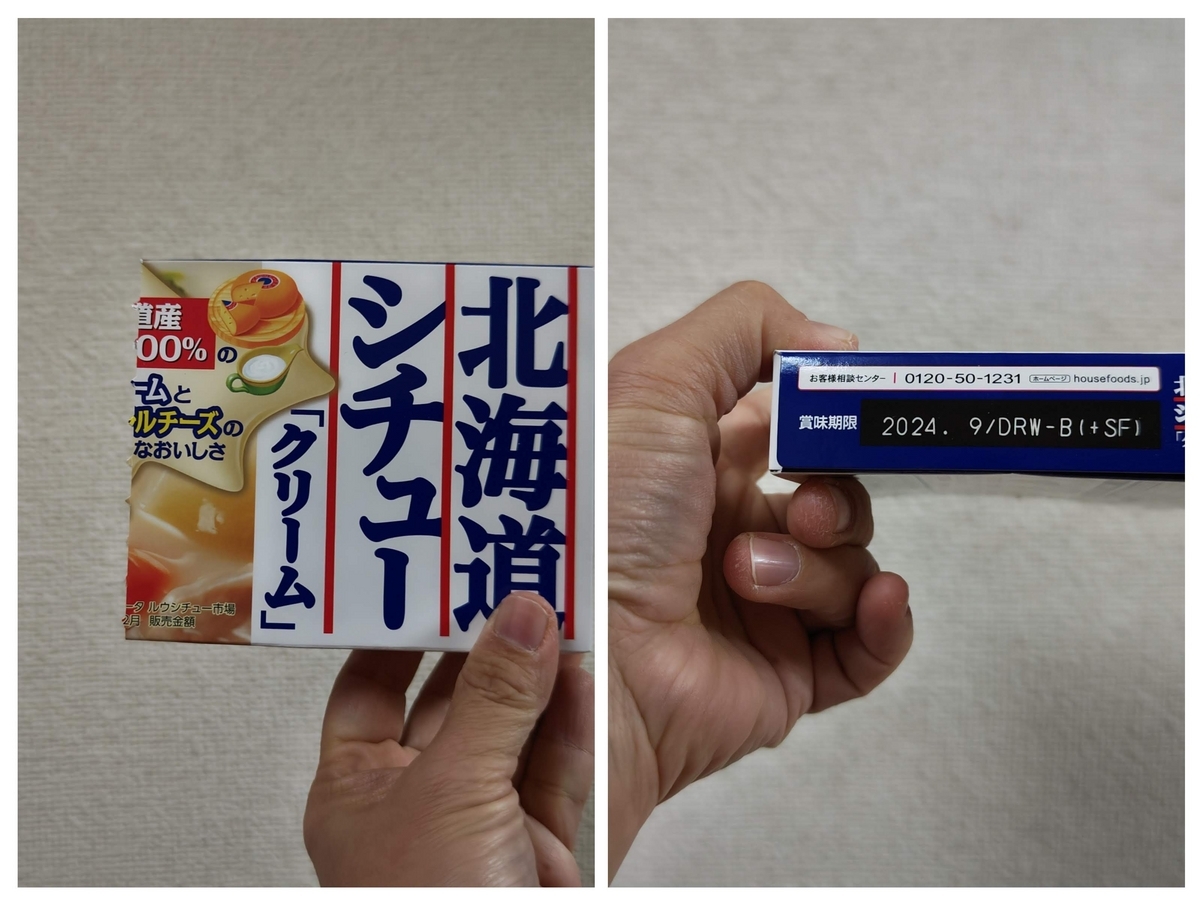 北海道
シチュー
「クリーム」
道産
00%の
ームと
ルチーズの
なおいしさ
ータ ルウシチュー市場
2月 販売金額
お客様相談センター 0120-50-1231 ホームページ housefoods.jp
賞味期限 2024. 9/DRW-B(+SF)